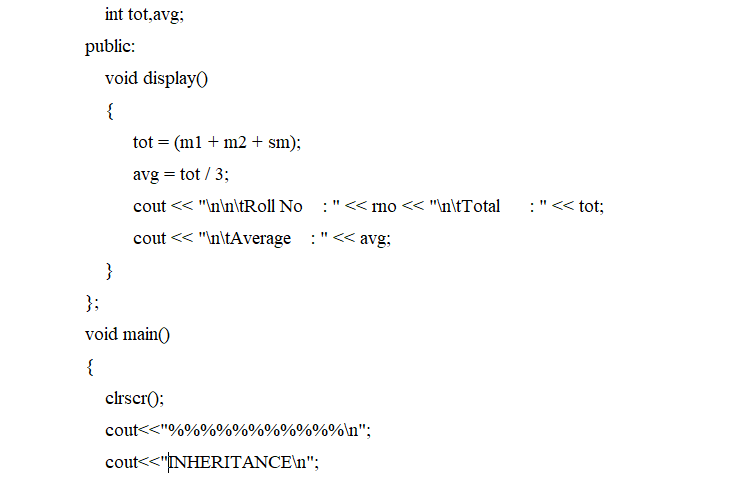 int tot,avg;
public:
void display()
{
tot = (m1 + m2 + sm);
avg = tot / 3;
cout << "\n\n\tRoll No    : " << rno << "\n\tTotal      : " << tot;
cout << "\n\tAverage    : " << avg;
}
};
void main()
{
clrscr();
cout<<"%%%%%%%%%%%\n";
cout<<"INHERITANCE\n";